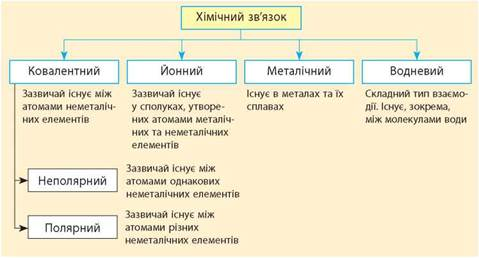 Хімічний зв'язок
Ковалентний
Зазвичай існує між
атомами неметаліч-
них елементів
Йонний
Зазвичай існує
у сполуках, утворе-
них атомами металіч-
них та неметалічних
елементів
Металічний
Існує в металах та їх
сплавах
Водневий
Складний тип взаємо-
дії. Існує, зокрема,
між молекулами води
Неполярний
Зазвичай існує між
атомами однакових
неметалічних елементів
Полярний
Зазвичай існує між
атомами різних
неметалічних елементів